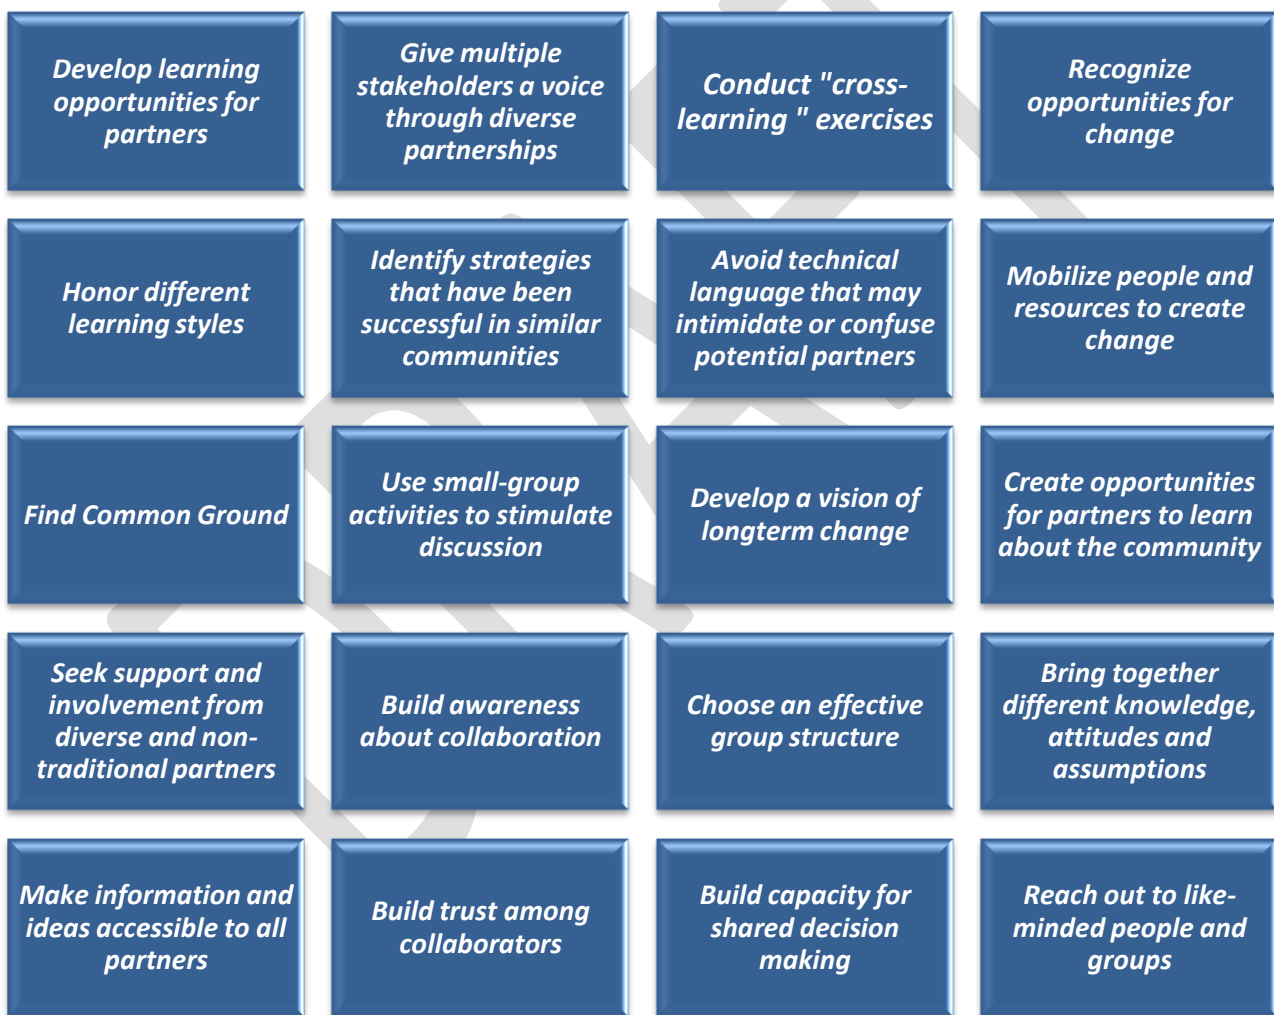 Develop learning
opportunities for
partners
Give multiple
stakeholders a voice
through diverse
partnerships
Conduct "cross-
learning " exercises
Recognize
opportunities for
change
Honor different
learning styles
Identify strategies
that have been
successful in similar
communities
Avoid technical
language that may
intimidate or confuse
potential partners
Mobilize people and
resources to create
change
Find Common Ground
Use small-group
activities to stimulate
discussion
Develop a vision of
longterm change
Create opportunities
for partners to learn
about the community
Seek support and
involvement from
diverse and non-
traditional partners
Build awareness
about collaboration
Choose an effective
group structure
Bring together
different knowledge,
attitudes and
assumptions
Make information and
ideas accessible to all
partners
Build trust among
collaborators
Build capacity for
shared decision
making
Reach out to like-
minded people and
groups